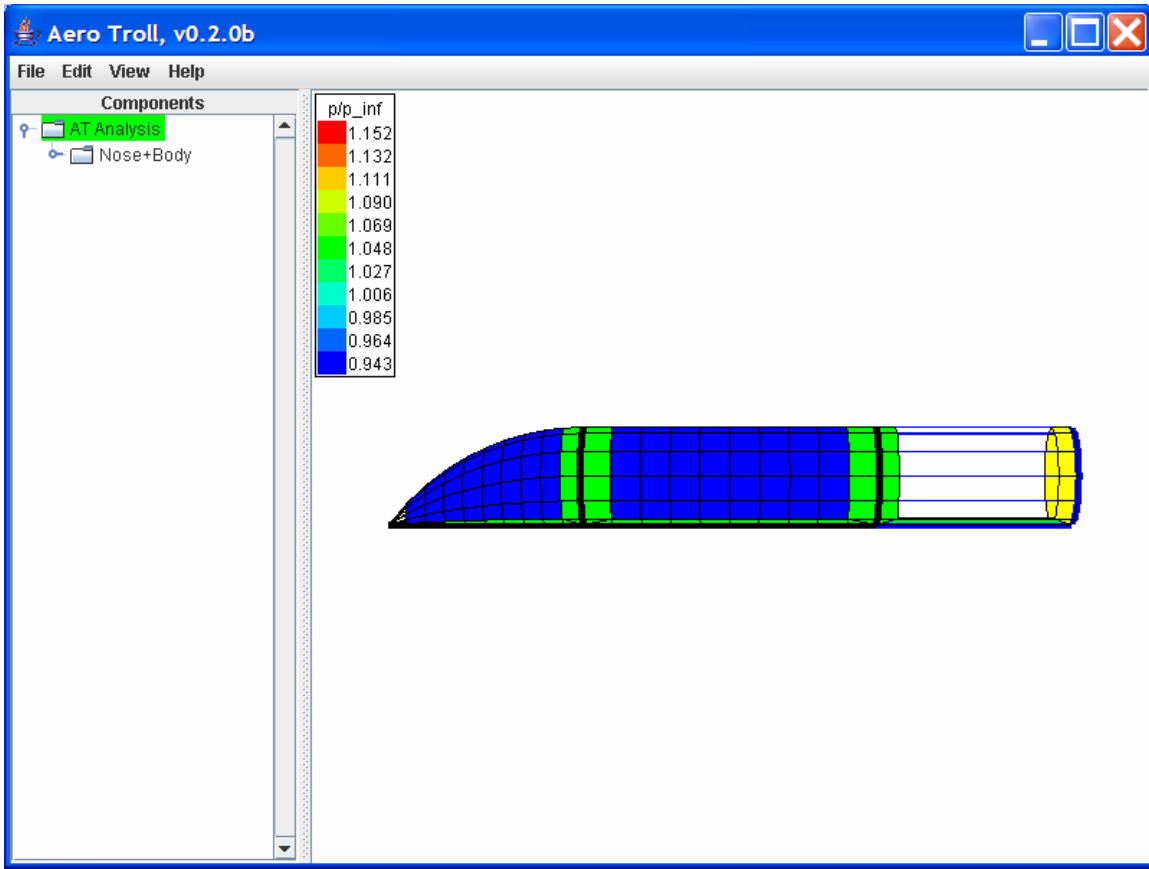 Aero Troll, v0.2.0b
File Edit View Help
Components
AT Analysis
Nose+Body
p/p_inf
1.152
1.132
1.111
1.090
1.069
1.048
1.027
1.006
0.985
0.964
0.943